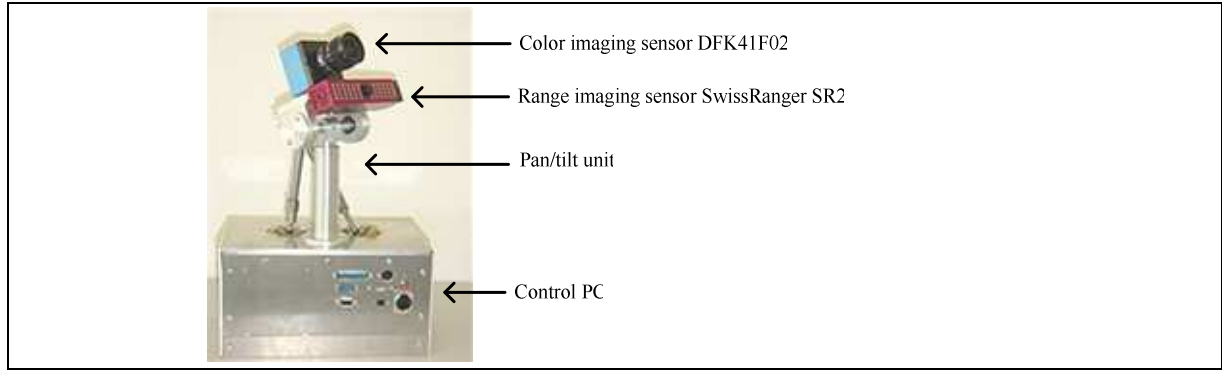 Color imaging sensor DFK41F02
Range imaging sensor SwissRanger SR2
Pan/tilt unit
Control PC